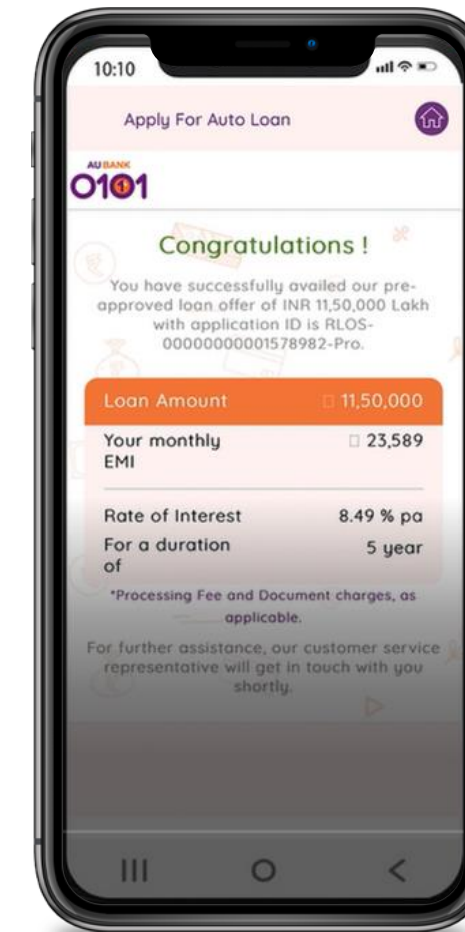 10:10
Apply For Auto Loan
AU BANK
0101
Congratulations !
You have successfully availed our pre-
approved loan offer of INR 11,50,000 Lakh
with application ID is RLOS-
00000000001578982-Pro.
Loan Amount 11,50,000
Your monthly 23,589
EMI
Rate of Interest 8.49 % pa
For a duration 5 year
of
*Processing Fee and Document charges, as
applicable.
For further assistance, our customer service
representative will get in touch with you
shortly.